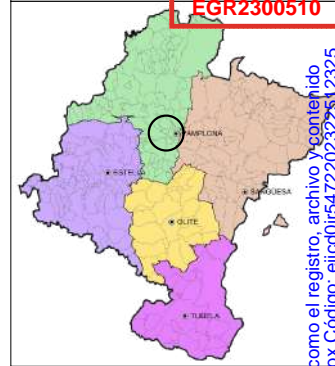 EGR2300510
PAMPLONA
ESTELLA
SANGÜESA
OLITE
TUDELA
como el registro, archivo y contenido